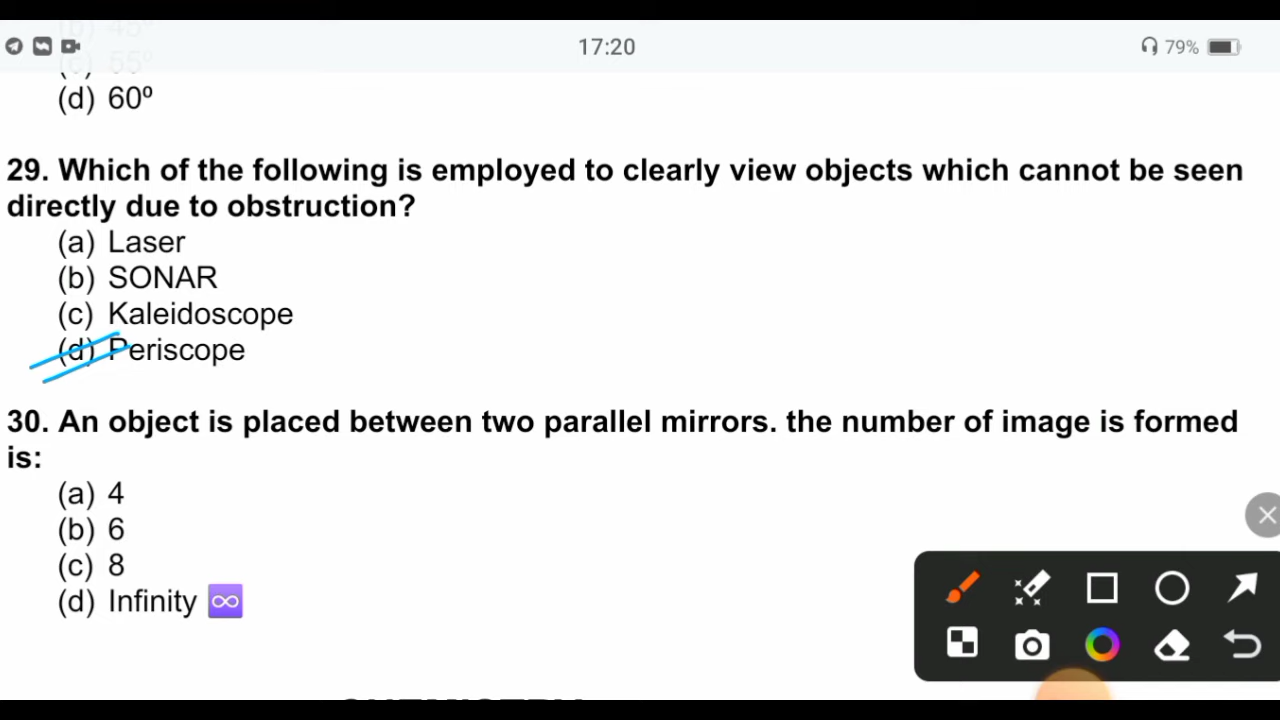 (b) 45º
17:20
79%
(c) 55º
(d) 60º
29. Which of the following is employed to clearly view objects which cannot be seen
directly due to obstruction?
(a) Laser
(b) SONAR
(c) Kaleidoscope
(d) Periscope
30. An object is placed between two parallel mirrors. the number of image is formed
is:
(a) 4
(b) 6
(c) 8
(d) Infinity ♾️